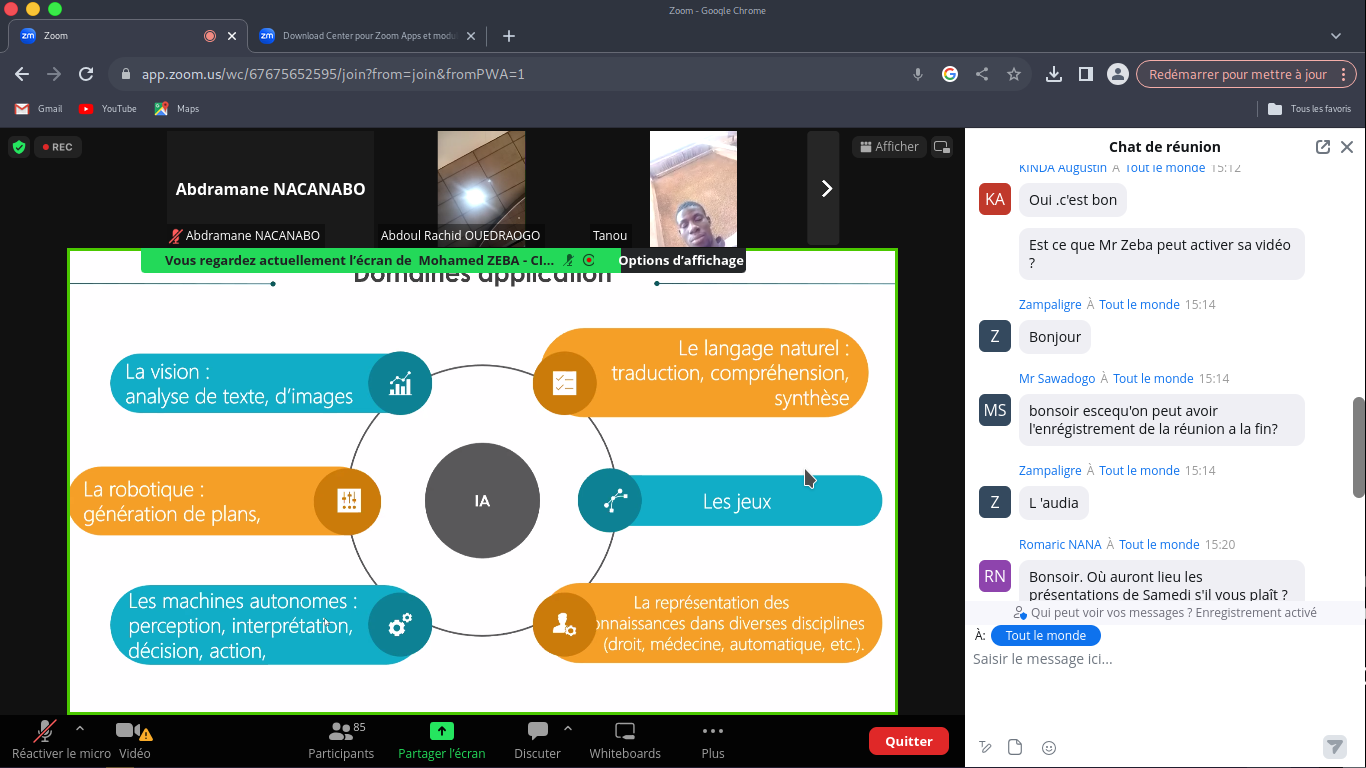 Zoom - Google Chrome
Zoom
Download Center pour Zoom Apps et modu
app.zoom.us/wc/67675652595/join?from=join&fromPWA=1
Redémarrer pour mettre à jour
Gmail
YouTube
Maps
Tous les favoris
REC
Abdramane NACANABO
Abdramane NACANABO
Abdoul Rachid OUEDRAOGO
Tanou
Afficher
Vous regardez actuellement l’écran de Mohamed ZEBA - CI...
Options d’affichage
Domaines application
La vision :
analyse de texte, d’images
Le langage naturel :
traduction, compréhension,
synthèse
La robotique :
génération de plans,
IA
Les jeux
Les machines autonomes :
perception, interprétation,
décision, action,
La représentation des
onnaissances dans diverses disciplines
(droit, médecine, automatique, etc.).
Réactiver le micro
Vidéo
85
Participants
Partager l’écran
Discuter
Whiteboards
Plus
Quitter
Chat de réunion
KINDA Augustin À Tout le monde 15:12
KA
Oui .c'est bon
Est ce que Mr Zeba peut activer sa vidéo
?
Zampaligre À Tout le monde 15:14
Z
Bonjour
Mr Sawadogo À Tout le monde 15:14
MS
bonsoir escequ'on peut avoir
l'enrégistrement de la réunion a la fin?
Zampaligre À Tout le monde 15:14
Z
L 'audia
Romaric NANA À Tout le monde 15:20
RN
Bonsoir. Où auront lieu les
présentations de Samedi s'il vous plaît ?
Qui peut voir vos messages ? Enregistrement activé
À:
Tout le monde
Saisir le message ici...